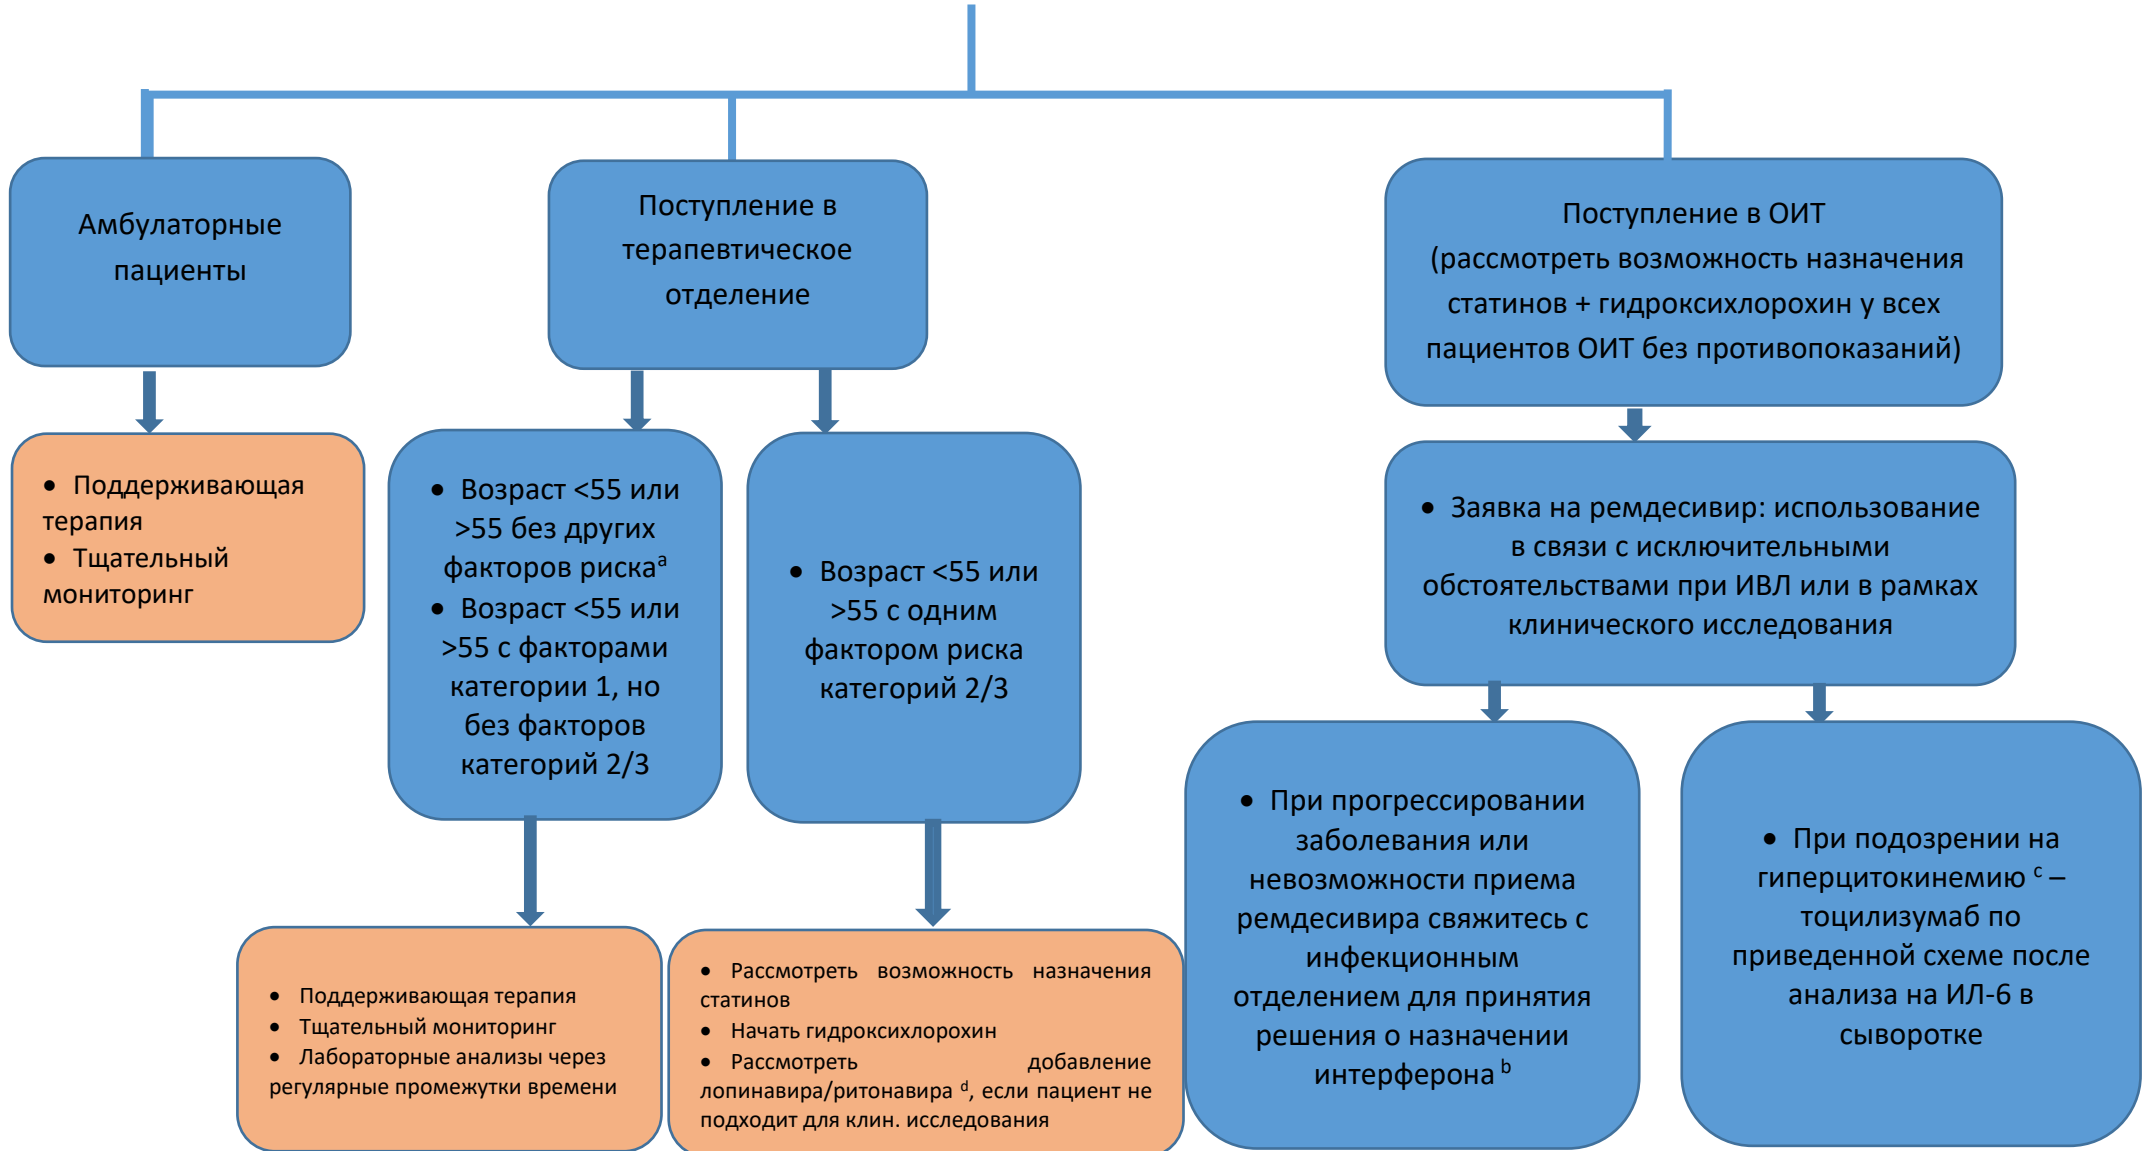 Амбулаторные
пациенты
Поступление в
терапевтическое
отделение
Поступление в ОИТ
(рассмотреть возможность назначения
статинов + гидроксихлорохин у всех
пациентов ОИТ без противопоказаний)
• Поддерживающая
терапия
• Тщательный
мониторинг
• Возраст <55 или
>55 без других
факторов рискаᵃ
• Возраст <55 или
>55 с факторами
категории 1, но
без факторов
категорий 2/3
• Возраст <55 или
>55 с одним
фактором риска
категорий 2/3
• Заявка на ремдесивир: использование
в связи с исключительными
обстоятельствами при ИВЛ или в рамках
клинического исследования
• Поддерживающая терапия
• Тщательный мониторинг
• Лабораторные анализы через
регулярные промежутки времени
• Рассмотреть возможность назначения
статинов
• Начать гидроксихлорохин
• Рассмотреть добавление
лопинавира/ритонавира ᵈ, если пациент не
подходит для клин. исследования
• При прогрессировании
заболевания или
невозможности приема
ремдесивира свяжитесь с
инфекционным
отделением для принятия
решения о назначении
интерферона ᵇ
• При подозрении на
гиперцитокинемию ᶜ –
тоцилизумаб по
приведенной схеме после
анализа на ИЛ-6 в
сыворотке